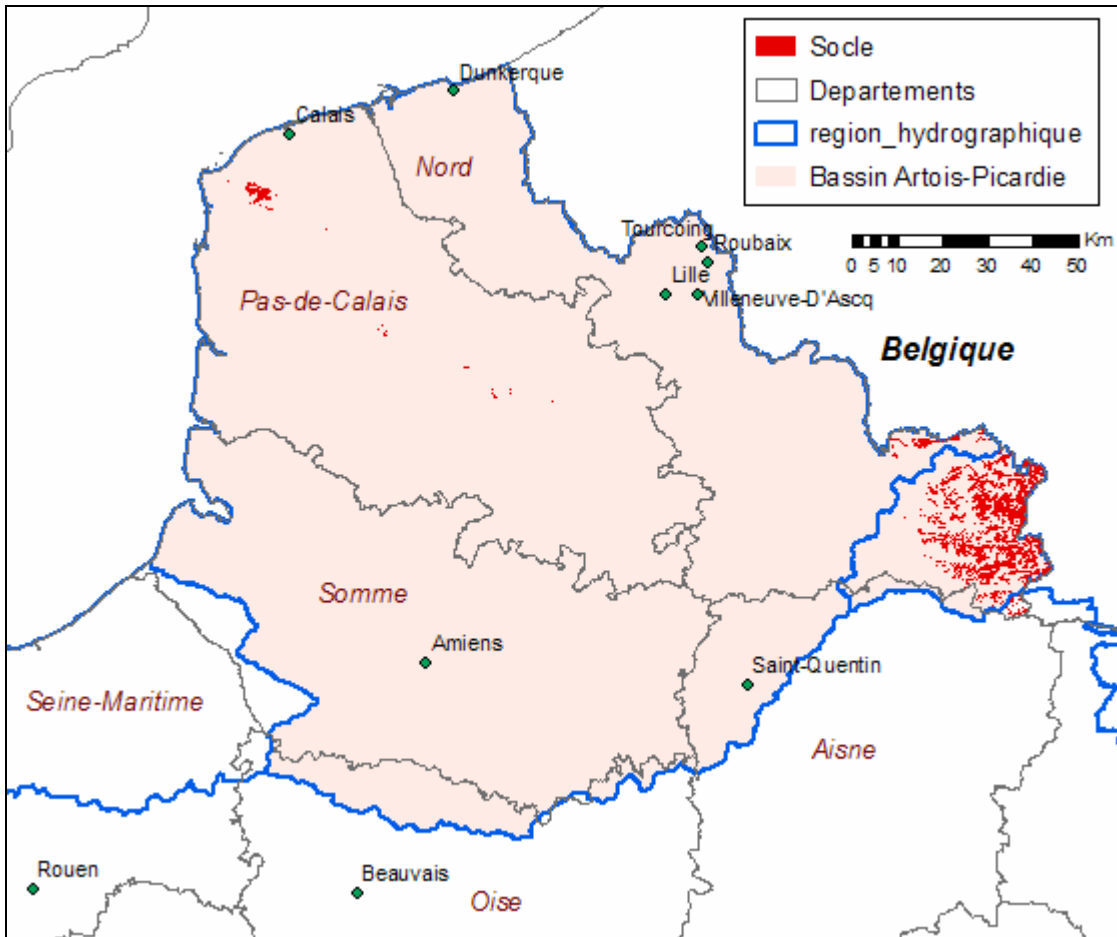 Socle
Departements
region_hydrographique
Bassin Artois-Picardie
Km
0 5 10 20 30 40 50
Dunkerque
Calais
Nord
Tourcoing
Roubaix
Lille
Villeneuve-D'Ascq
Pas-de-Calais
Belgique
Somme
Amiens
Saint-Quentin
Seine-Maritime
Aisne
Rouen
Beauvais
Oise